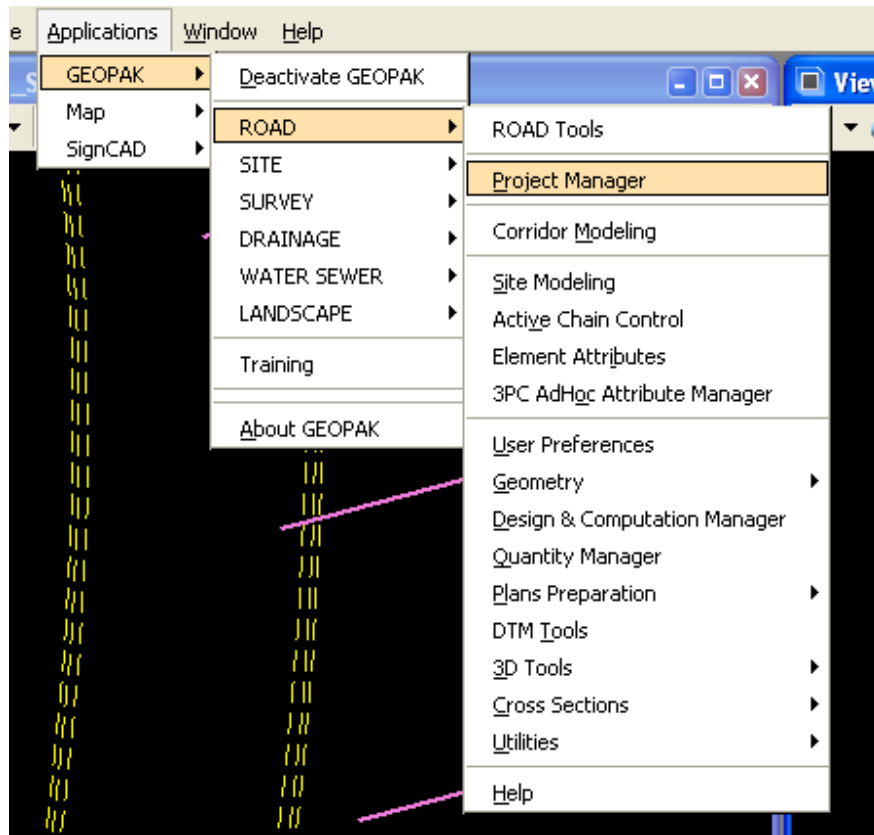 e Applications Window Help
GEOPAK
Map
SignCAD
Deactivate GEOPAK
ROAD
SITE
SURVEY
DRAINAGE
WATER SEWER
LANDSCAPE
Training
About GEOPAK
ROAD Tools
Project Manager
Corridor Modeling
Site Modeling
Active Chain Control
Element Attributes
3PC AdHoc Attribute Manager
User Preferences
Geometry
Design & Computation Manager
Quantity Manager
Plans Preparation
DTM Tools
3D Tools
Cross Sections
Utilities
Help